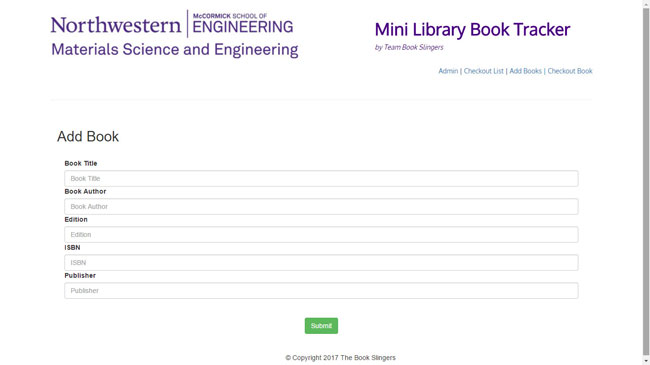 Northwestern | McCORMICK SCHOOL OF ENGINEERING
Materials Science and Engineering
Mini Library Book Tracker
by Team Book Slingers
Admin | Checkout List | Add Books | Checkout Book
Add Book
Book Title
Book Title
Book Author
Book Author
Edition
Edition
ISBN
ISBN
Publisher
Publisher
Submit
© Copyright 2017 The Book Slingers